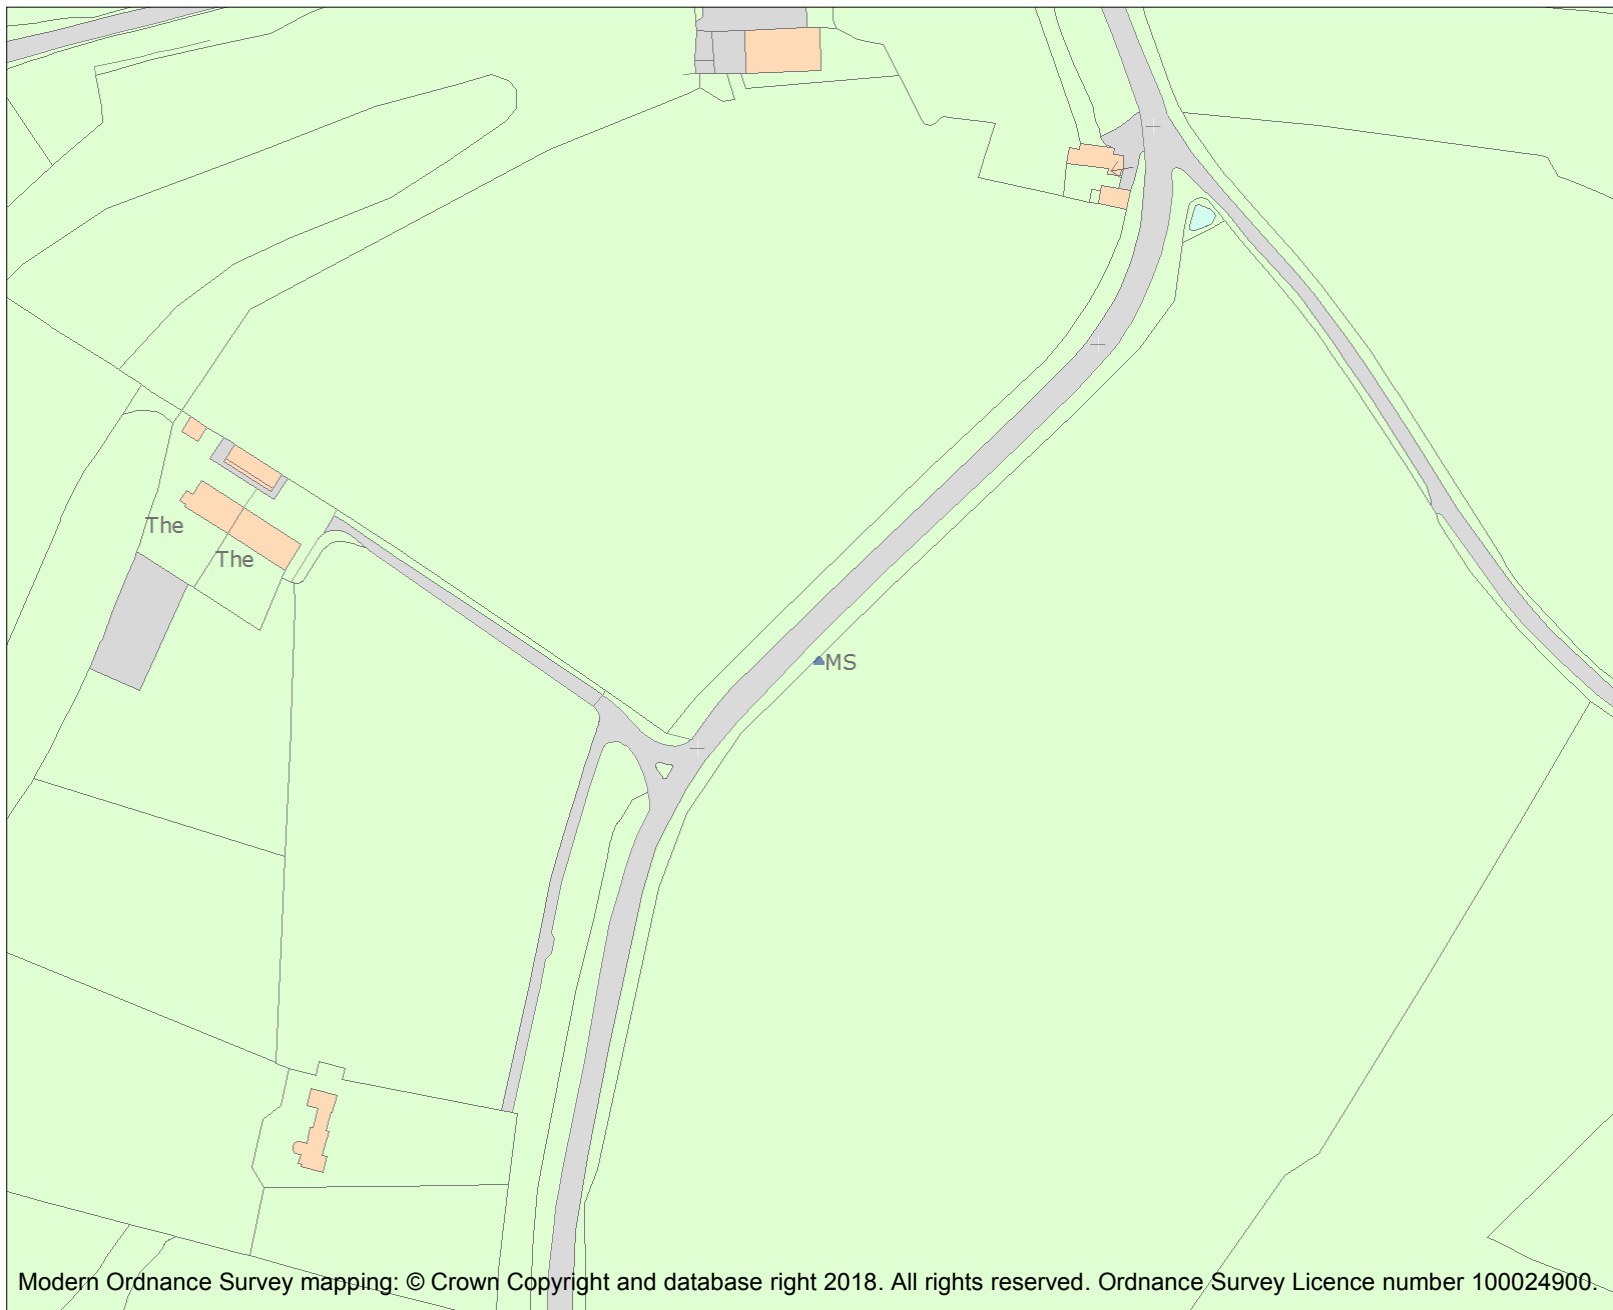 The
The
MS
Modern Ordnance Survey mapping: © Crown Copyright and database right 2018. All rights reserved. Ordnance Survey Licence number 100024900.